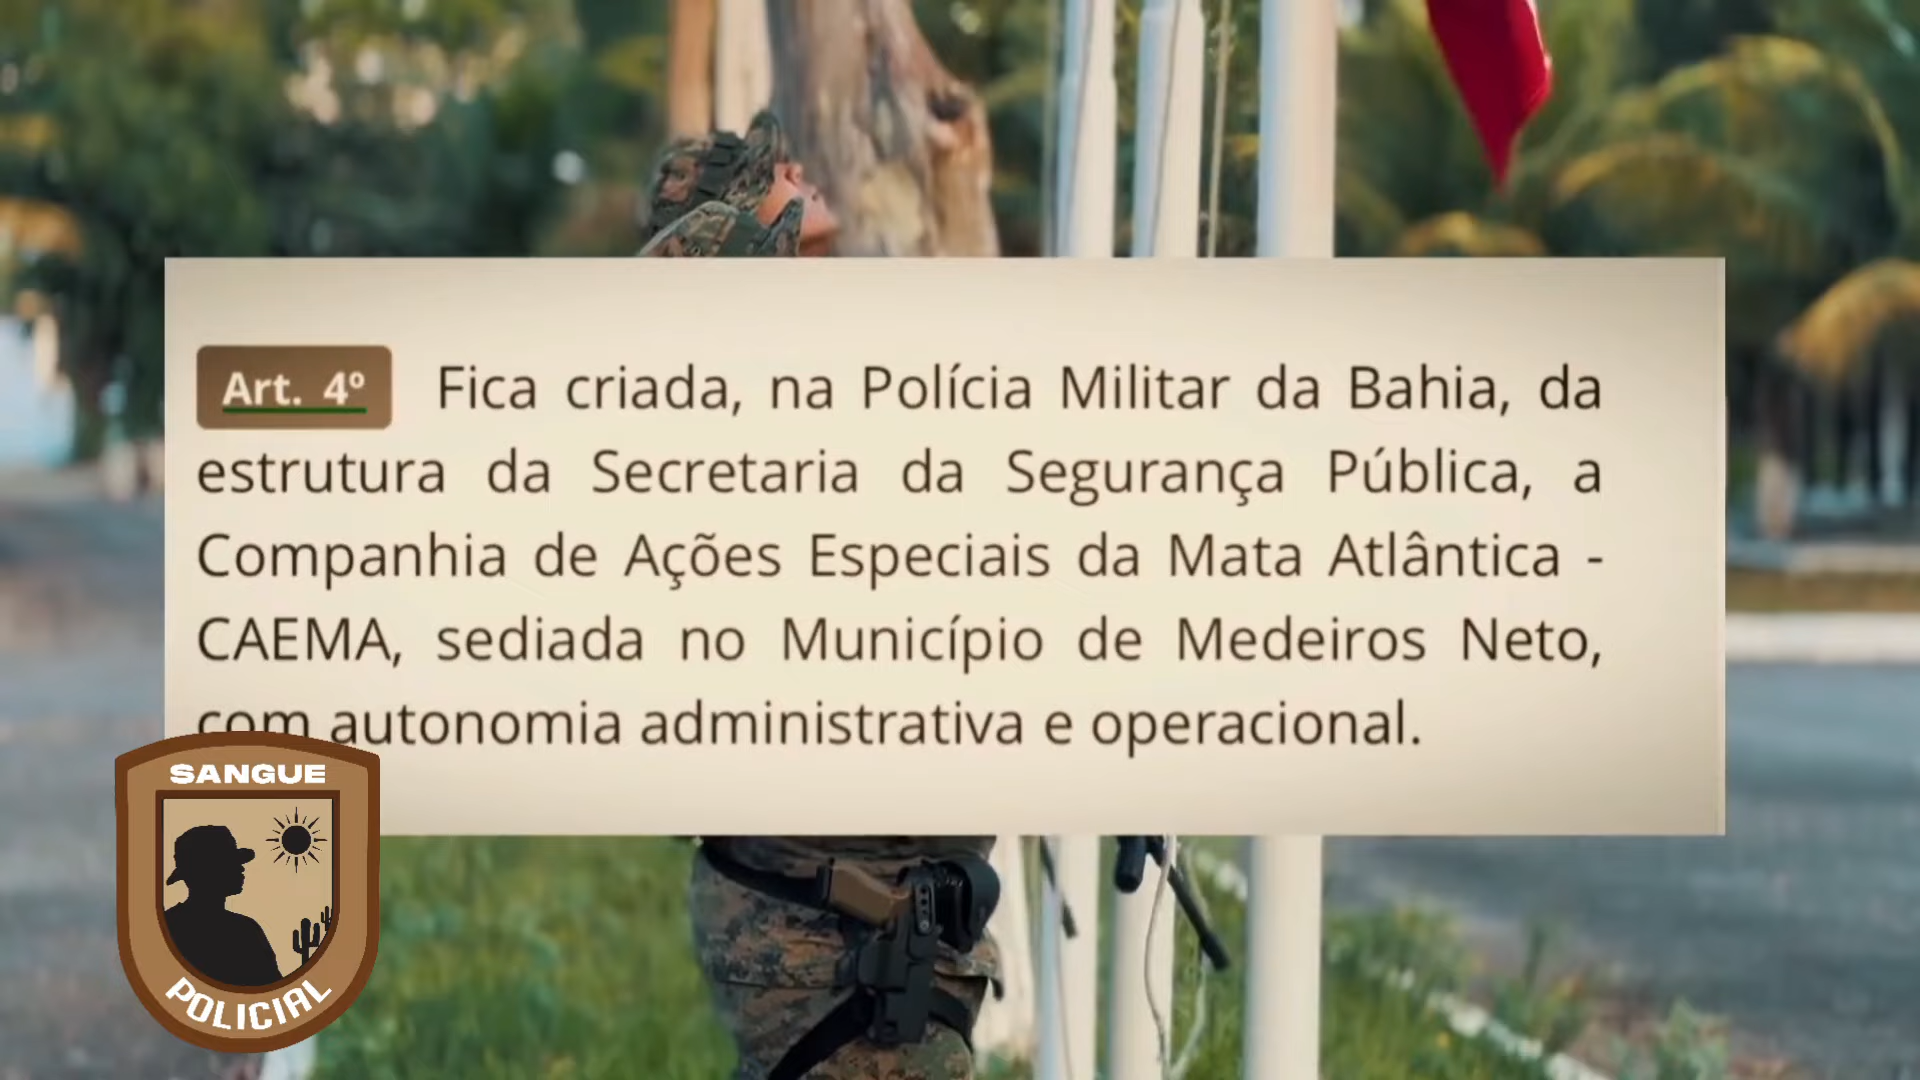 Art. 4º Fica criada, na Polícia Militar da Bahia, da
estrutura da Secretaria da Segurança Pública, a
Companhia de Ações Especiais da Mata Atlântica -
CAEMA, sediada no Município de Medeiros Neto,
com autonomia administrativa e operacional.
SANGUE
POLICIAL